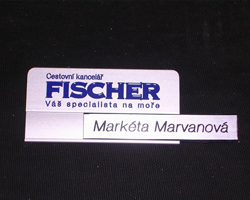 Cestovní kancelář
FISCHER
Váš specialista na moře
Markéta Marvanová